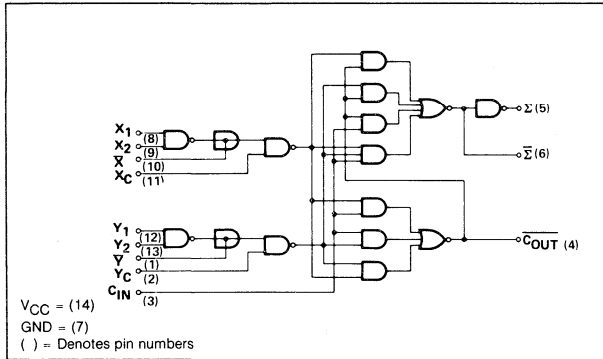 X1
(8)
X2
(9)
X̅
(10)
XC
(11)
Y1
(12)
Y2
(13)
Y̅
(1)
YC
(2)
CIN
(3)
Σ (5)
Σ̅ (6)
C̅O̅U̅T̅ (4)
VCC = (14)
GND = (7)
( ) = Denotes pin numbers